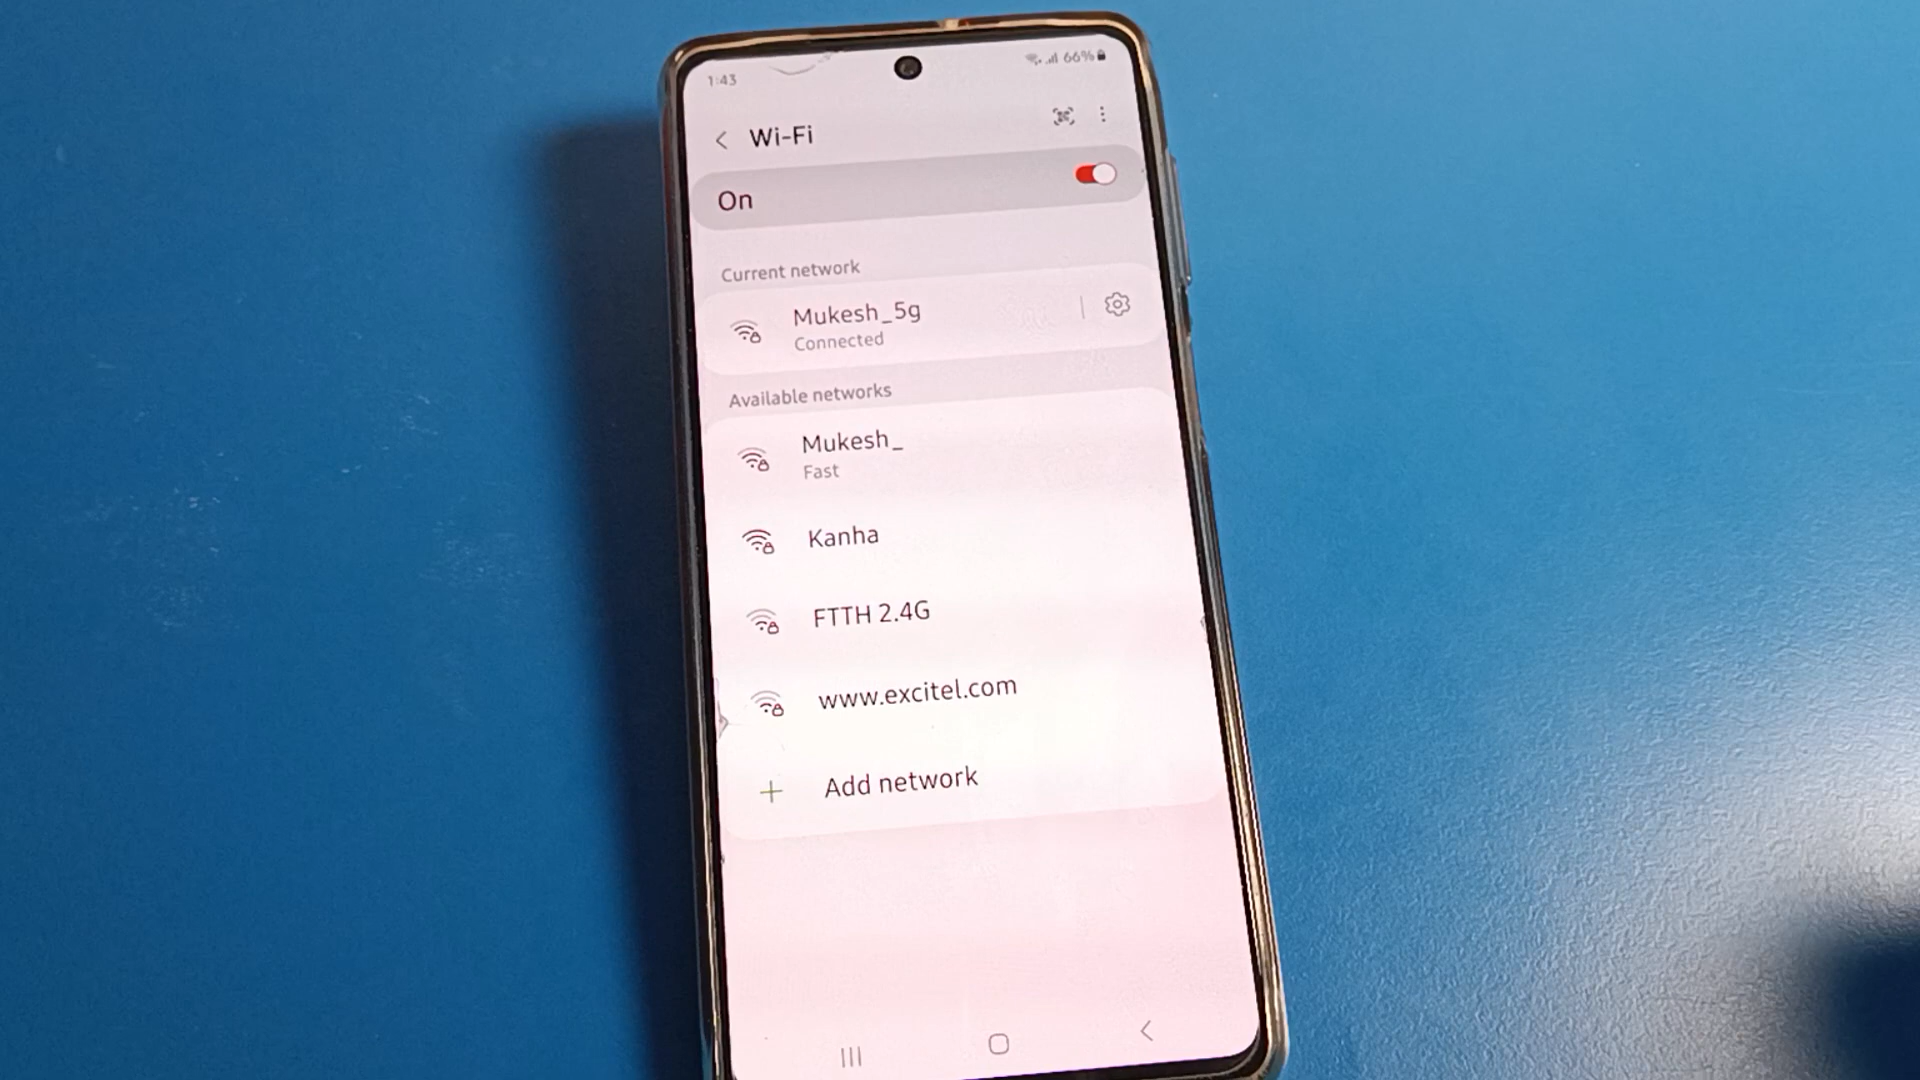 1:43
66%
Wi-Fi
On
Current network
Mukesh_5g
Connected
Available networks
Mukesh_
Fast
Kanha
FTTH 2.4G
www.excitel.com
Add network